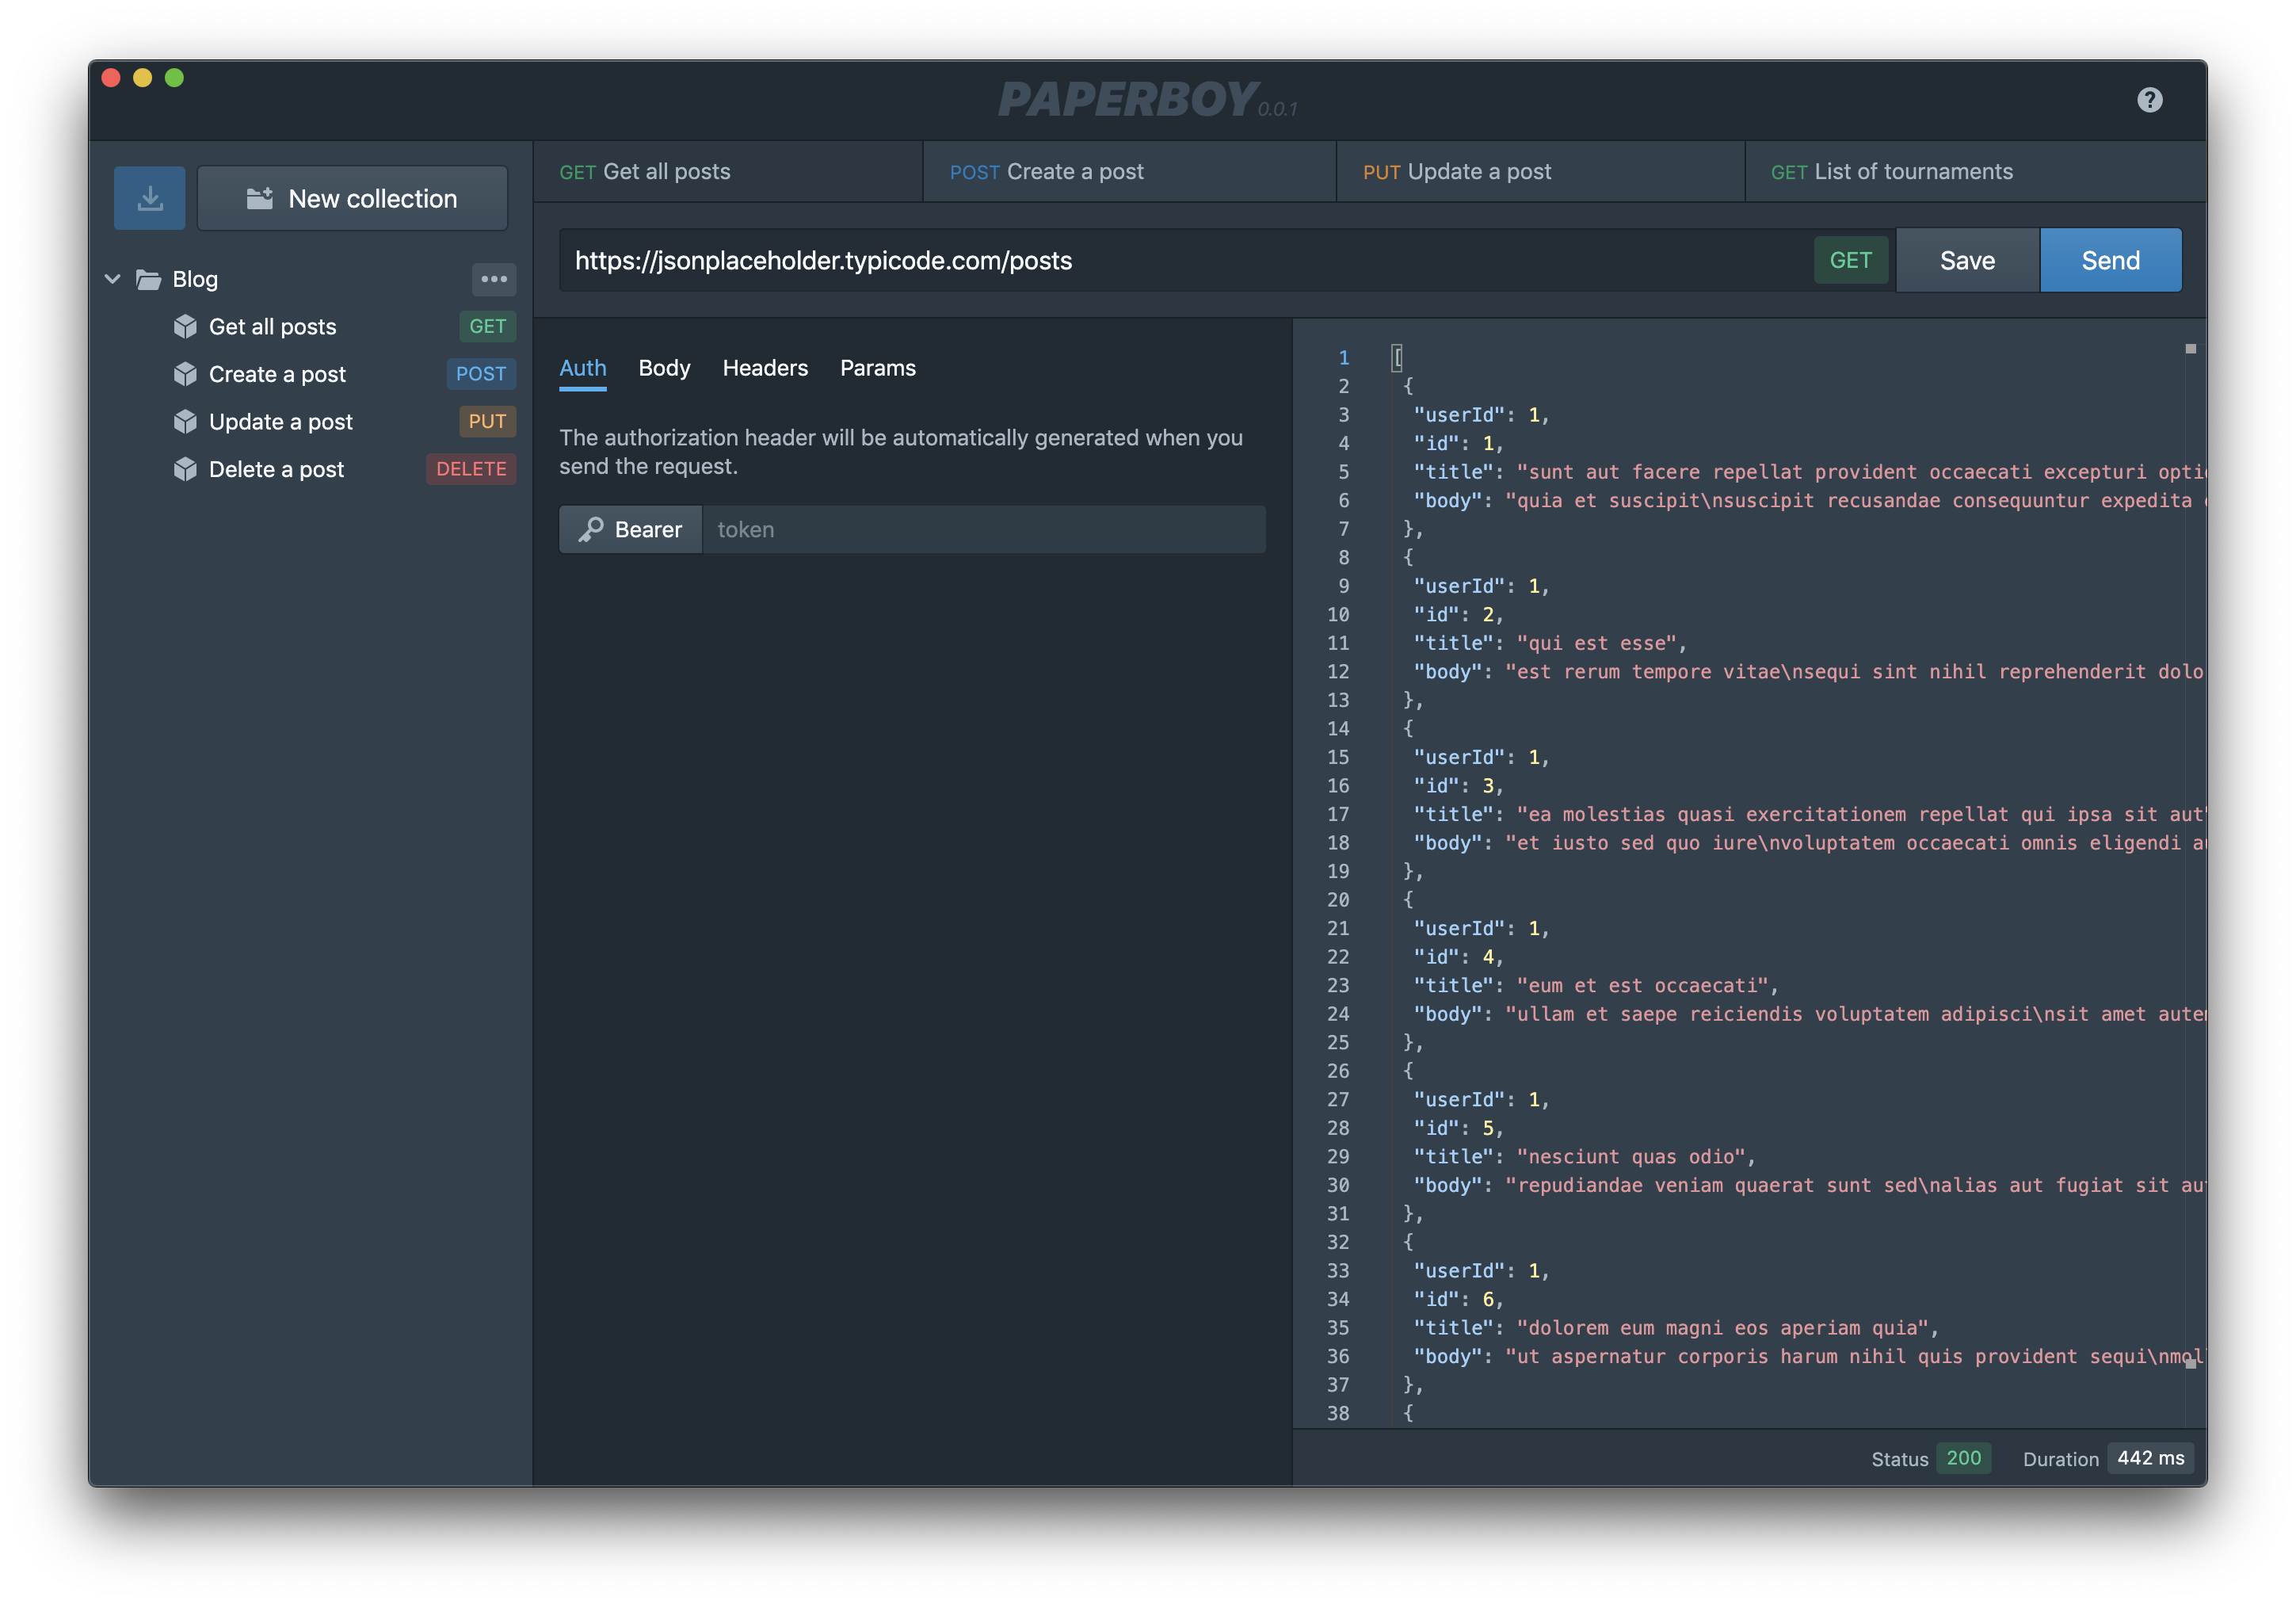 PAPERBOY 0.0.1
New collection
Blog
Get all posts GET
Create a post POST
Update a post PUT
Delete a post DELETE
GET Get all posts
POST Create a post
PUT Update a post
GET List of tournaments
https://jsonplaceholder.typicode.com/posts GET Save Send
Auth Body Headers Params
The authorization header will be automatically generated when you
send the request.
Bearer token
1 [
2 {
3 "userId": 1,
4 "id": 1,
5 "title": "sunt aut facere repellat provident occaecati excepturi
6 "body": "quia et suscipit\nsuscipit recusandae consequuntur expedita
7 },
8 {
9 "userId": 1,
10 "id": 2,
11 "title": "qui est esse",
12 "body": "est rerum tempore vitae\nsequi sint nihil reprehenderit dolo
13 },
14 {
15 "userId": 1,
16 "id": 3,
17 "title": "ea molestias quasi exercitationem repellat qui ipsa sit aut"
18 "body": "et iusto sed quo iure\nvoluptatem occaecati omnis eligendi
19 },
20 {
21 "userId": 1,
22 "id": 4,
23 "title": "eum et est occaecati",
24 "body": "ullam et saepe reiciendis voluptatem adipisci\nsit amet
25 },
26 {
27 "userId": 1,
28 "id": 5,
29 "title": "nesciunt quas odio",
30 "body": "repudiandae veniam quaerat sunt sed\nalias aut fugiat sit
31 },
32 {
33 "userId": 1,
34 "id": 6,
35 "title": "dolorem eum magni eos aperiam quia",
36 "body": "ut aspernatur corporis harum nihil quis provident
37 },
38 {
Status 200 Duration 442 ms